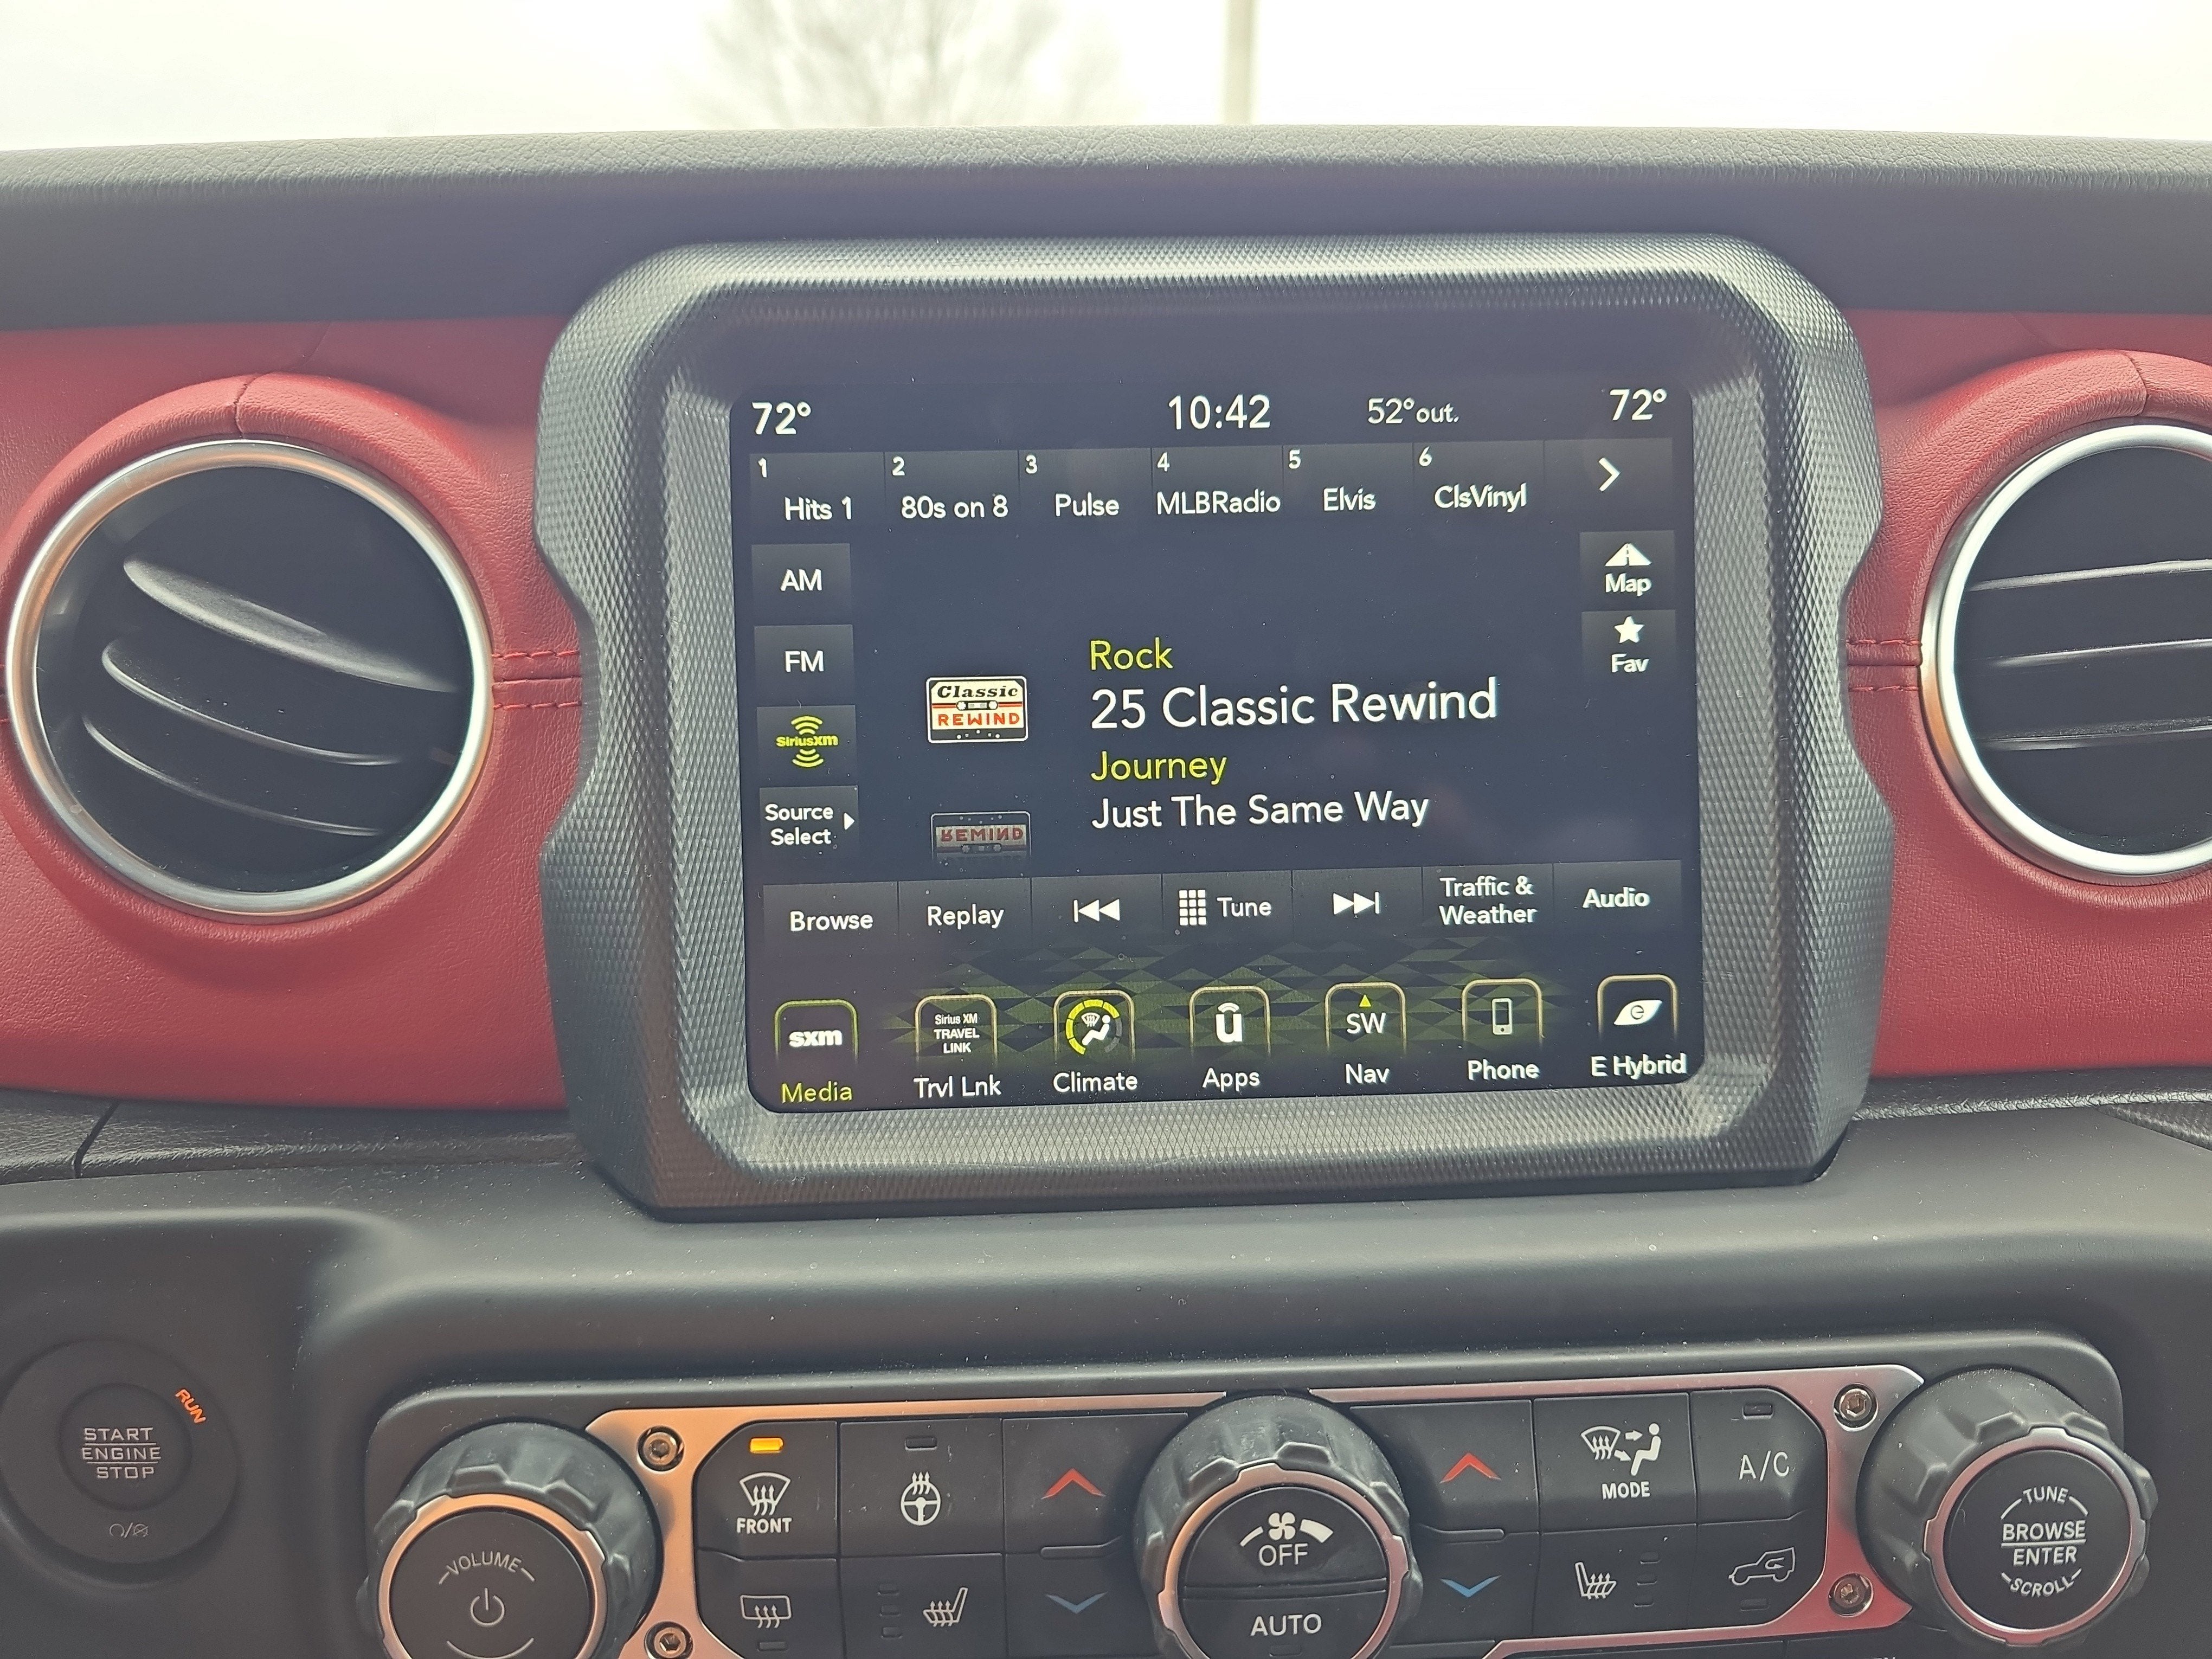 72° 10:42 52°out. 72°
1 2 3 4 5 6
Hits 1 80s on 8 Pulse MLBRadio Elvis ClsVinyl
AM
Map
FM
Fav
SiriusXM
Source
Select
Classic
REWIND
Rock
25 Classic Rewind
Journey
Just The Same Way
REWIND
Browse Replay Tune Traffic &
Weather Audio
sxm
Media
Sirius XM
TRAVEL
LINK
Trvl Lnk
Climate
u
Apps
SW
Nav
Phone
e
E Hybrid
RUN
START
ENGINE
STOP
VOLUME
FRONT
OFF
AUTO
MODE
A/C
TUNE
BROWSE
ENTER
SCROLL